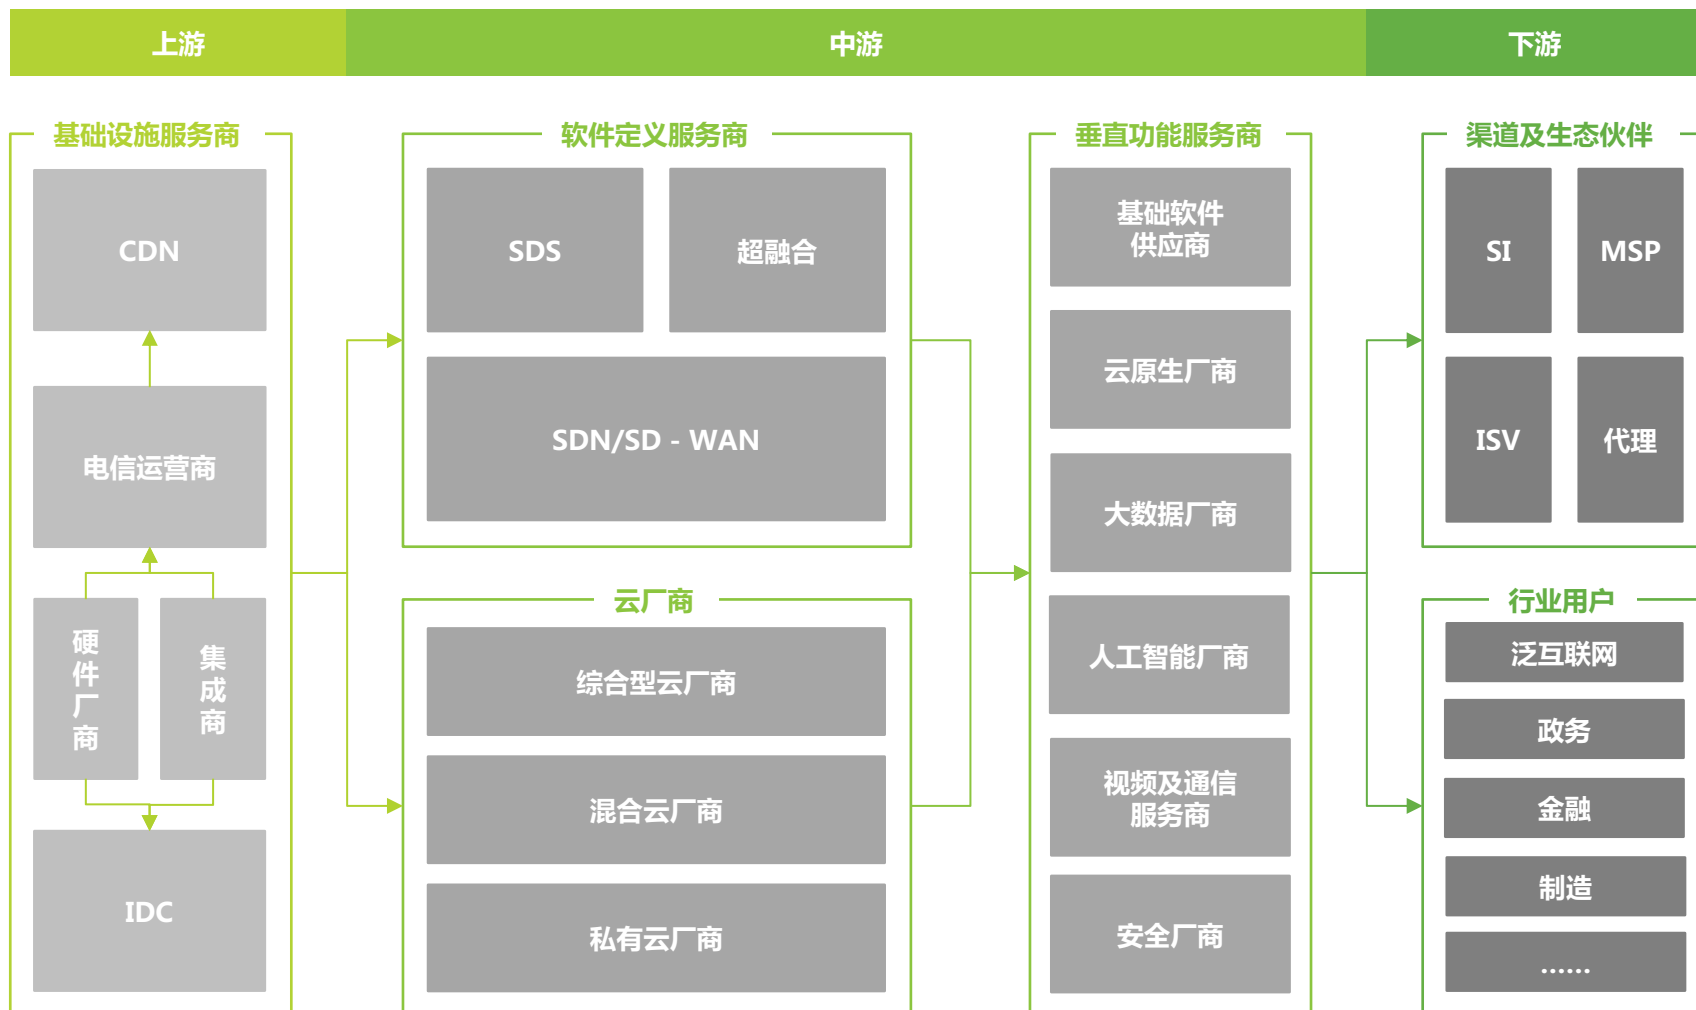 上游
中游
下游
基础设施服务商
CDN
电信运营商
硬件厂商
集成商
IDC
软件定义服务商
SDS
超融合
SDN/SD - WAN
云厂商
综合型云厂商
混合云厂商
私有云厂商
垂直功能服务商
基础软件
供应商
云原生厂商
大数据厂商
人工智能厂商
视频及通信
服务商
安全厂商
渠道及生态伙伴
SI
MSP
ISV
代理
行业用户
泛互联网
政务
金融
制造
……